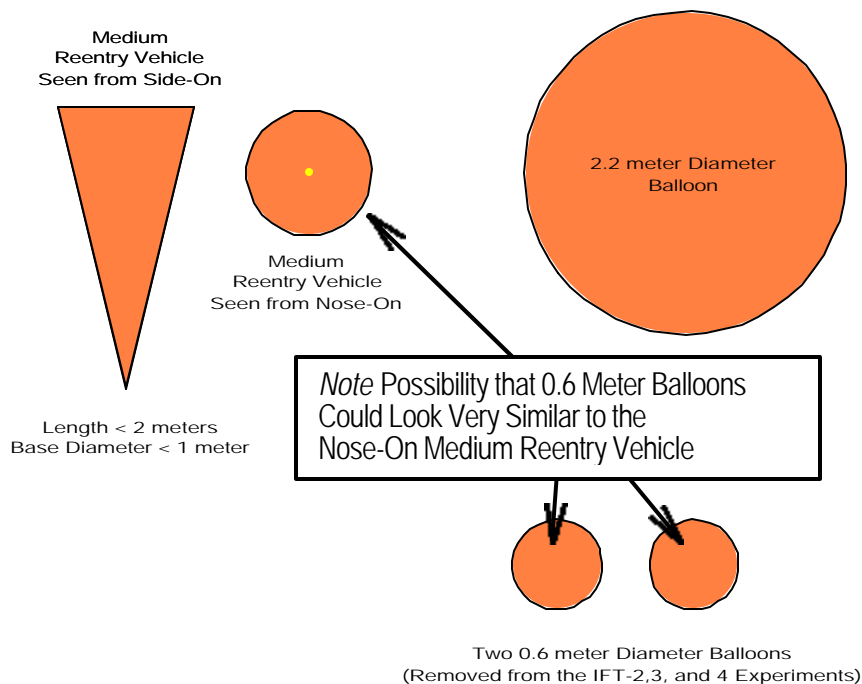 Medium
Reentry Vehicle
Seen from Side-On
2.2 meter Diameter
Balloon
Medium
Reentry Vehicle
Seen from Nose-On
Note Possibility that 0.6 Meter Balloons
Could Look Very Similar to the
Nose-On Medium Reentry Vehicle
Length < 2 meters
Base Diameter < 1 meter
Two 0.6 meter Diameter Balloons
(Removed from the IFT-2,3, and 4 Experiments)